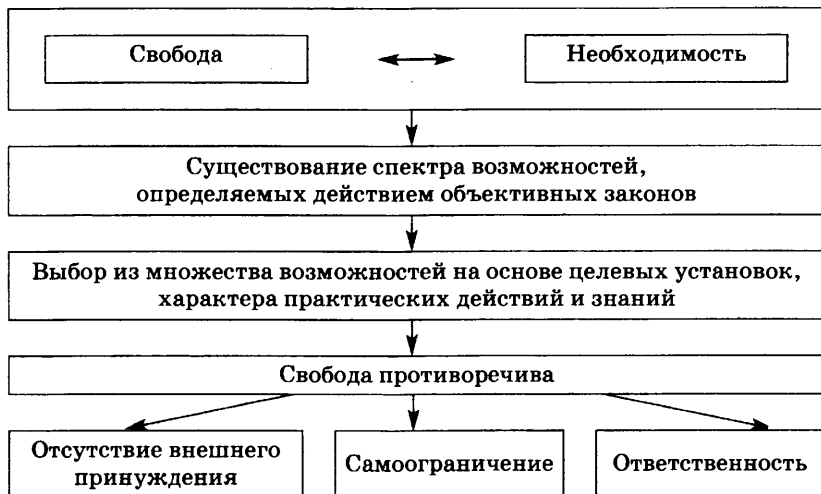 Свобода
Необходимость
Существование спектра возможностей,
определяемых действием объективных законов
Выбор из множества возможностей на основе целевых установок,
характера практических действий и знаний
Свобода противоречива
Отсутствие внешнего
принуждения
Самоограничение
Ответственность